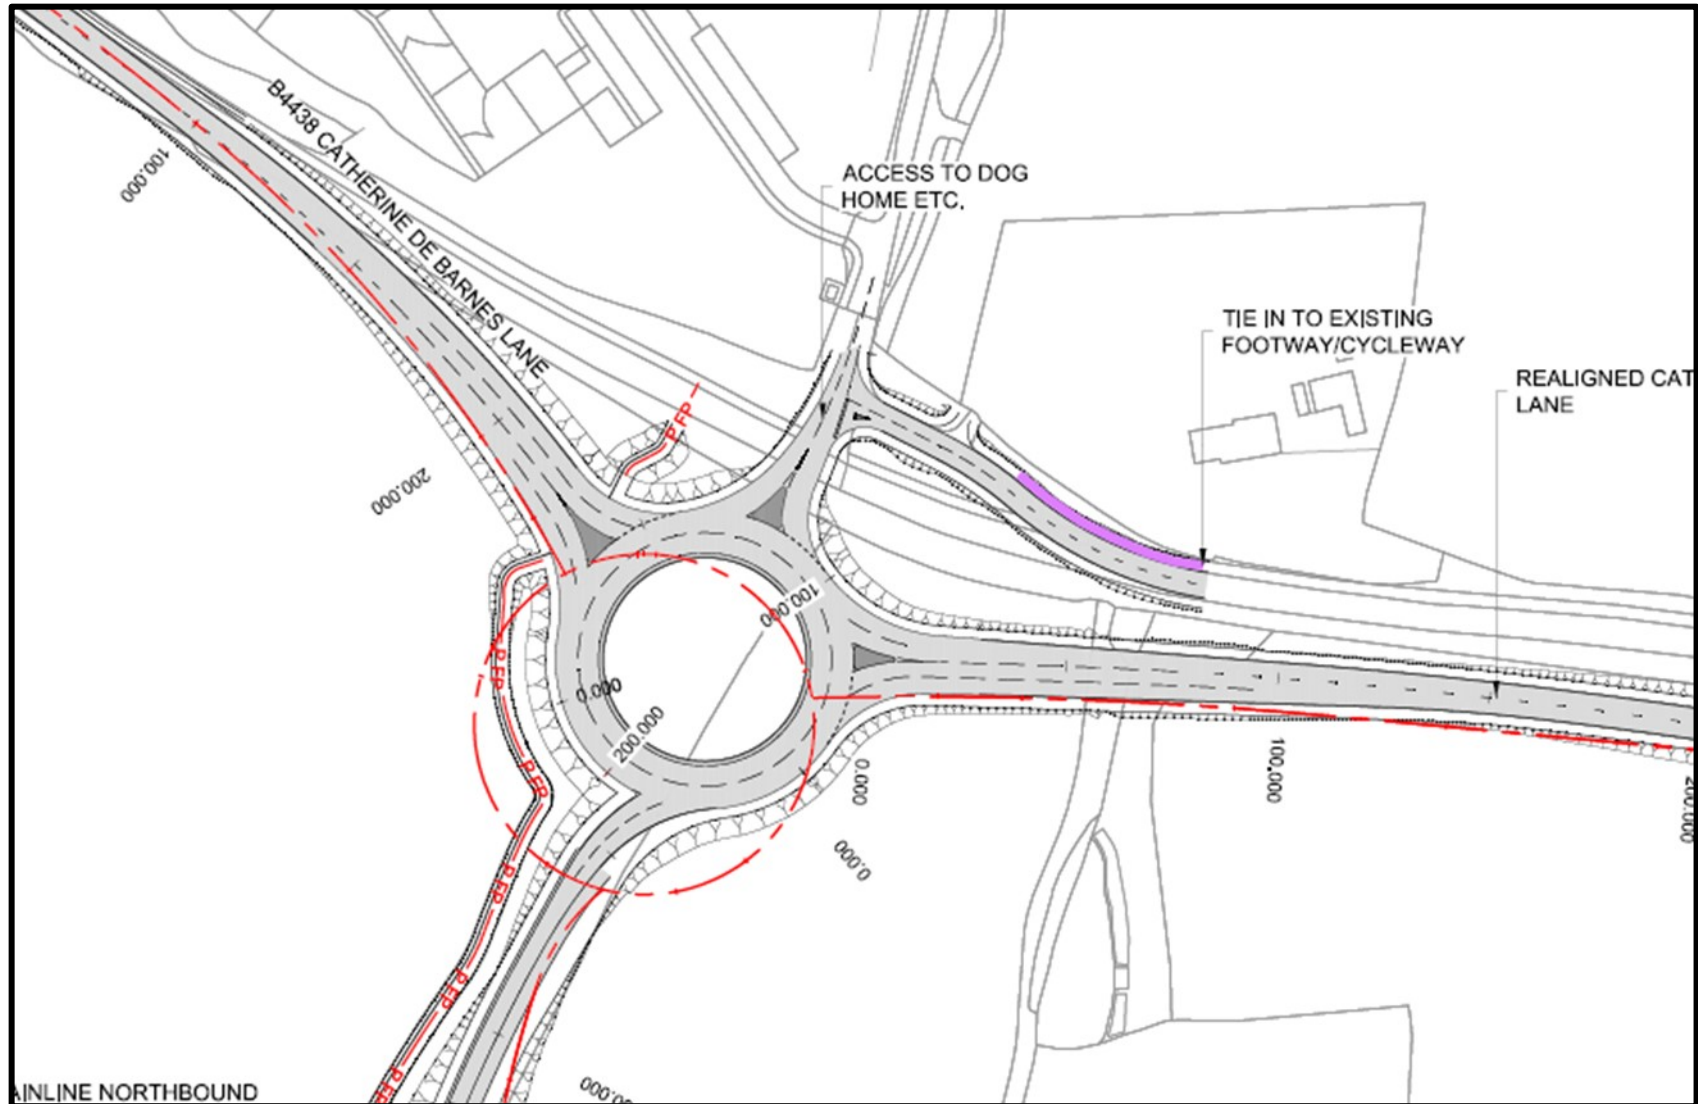 B4438 CATHERINE DE BARNES LANE
100.000
ACCESS TO DOG
HOME ETC.
TIE IN TO EXISTING
FOOTWAY/CYCLEWAY
REALIGNED CAT
LANE
PFP
200.000
100.000
PFP
0.000
200.000
PFP
0.000
100.000
200.000
0.000
PFP
PFP
PFP
AINLINE NORTHBOUND